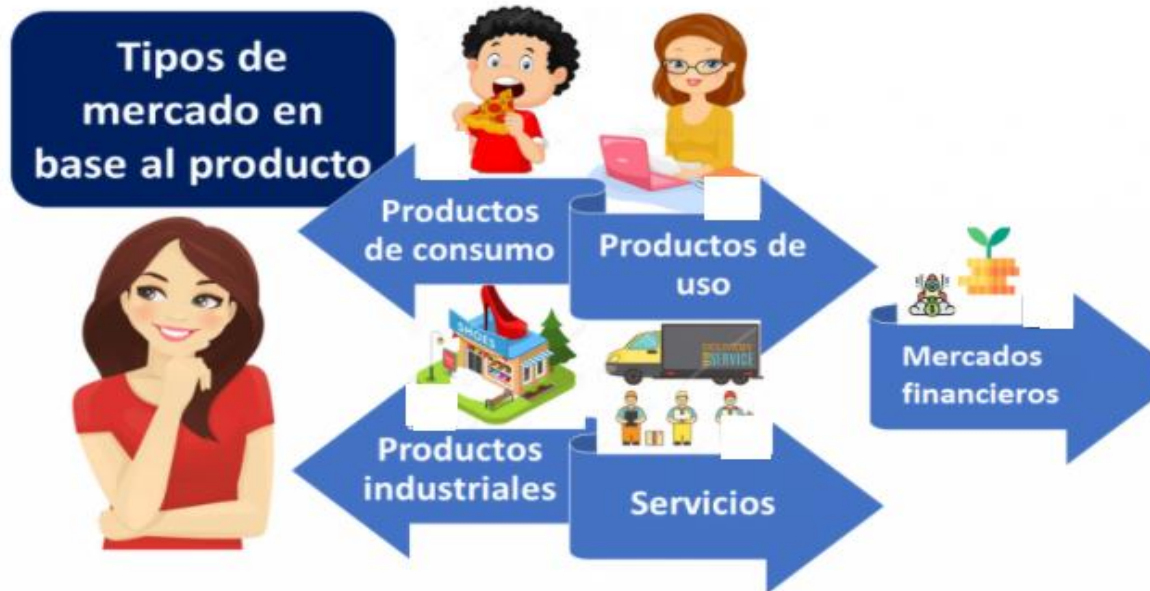 Tipos de
mercado en
base al producto
Productos
de consumo
Productos de
uso
SHOES
SERVICE
Mercados
financieros
Productos
industriales
Servicios